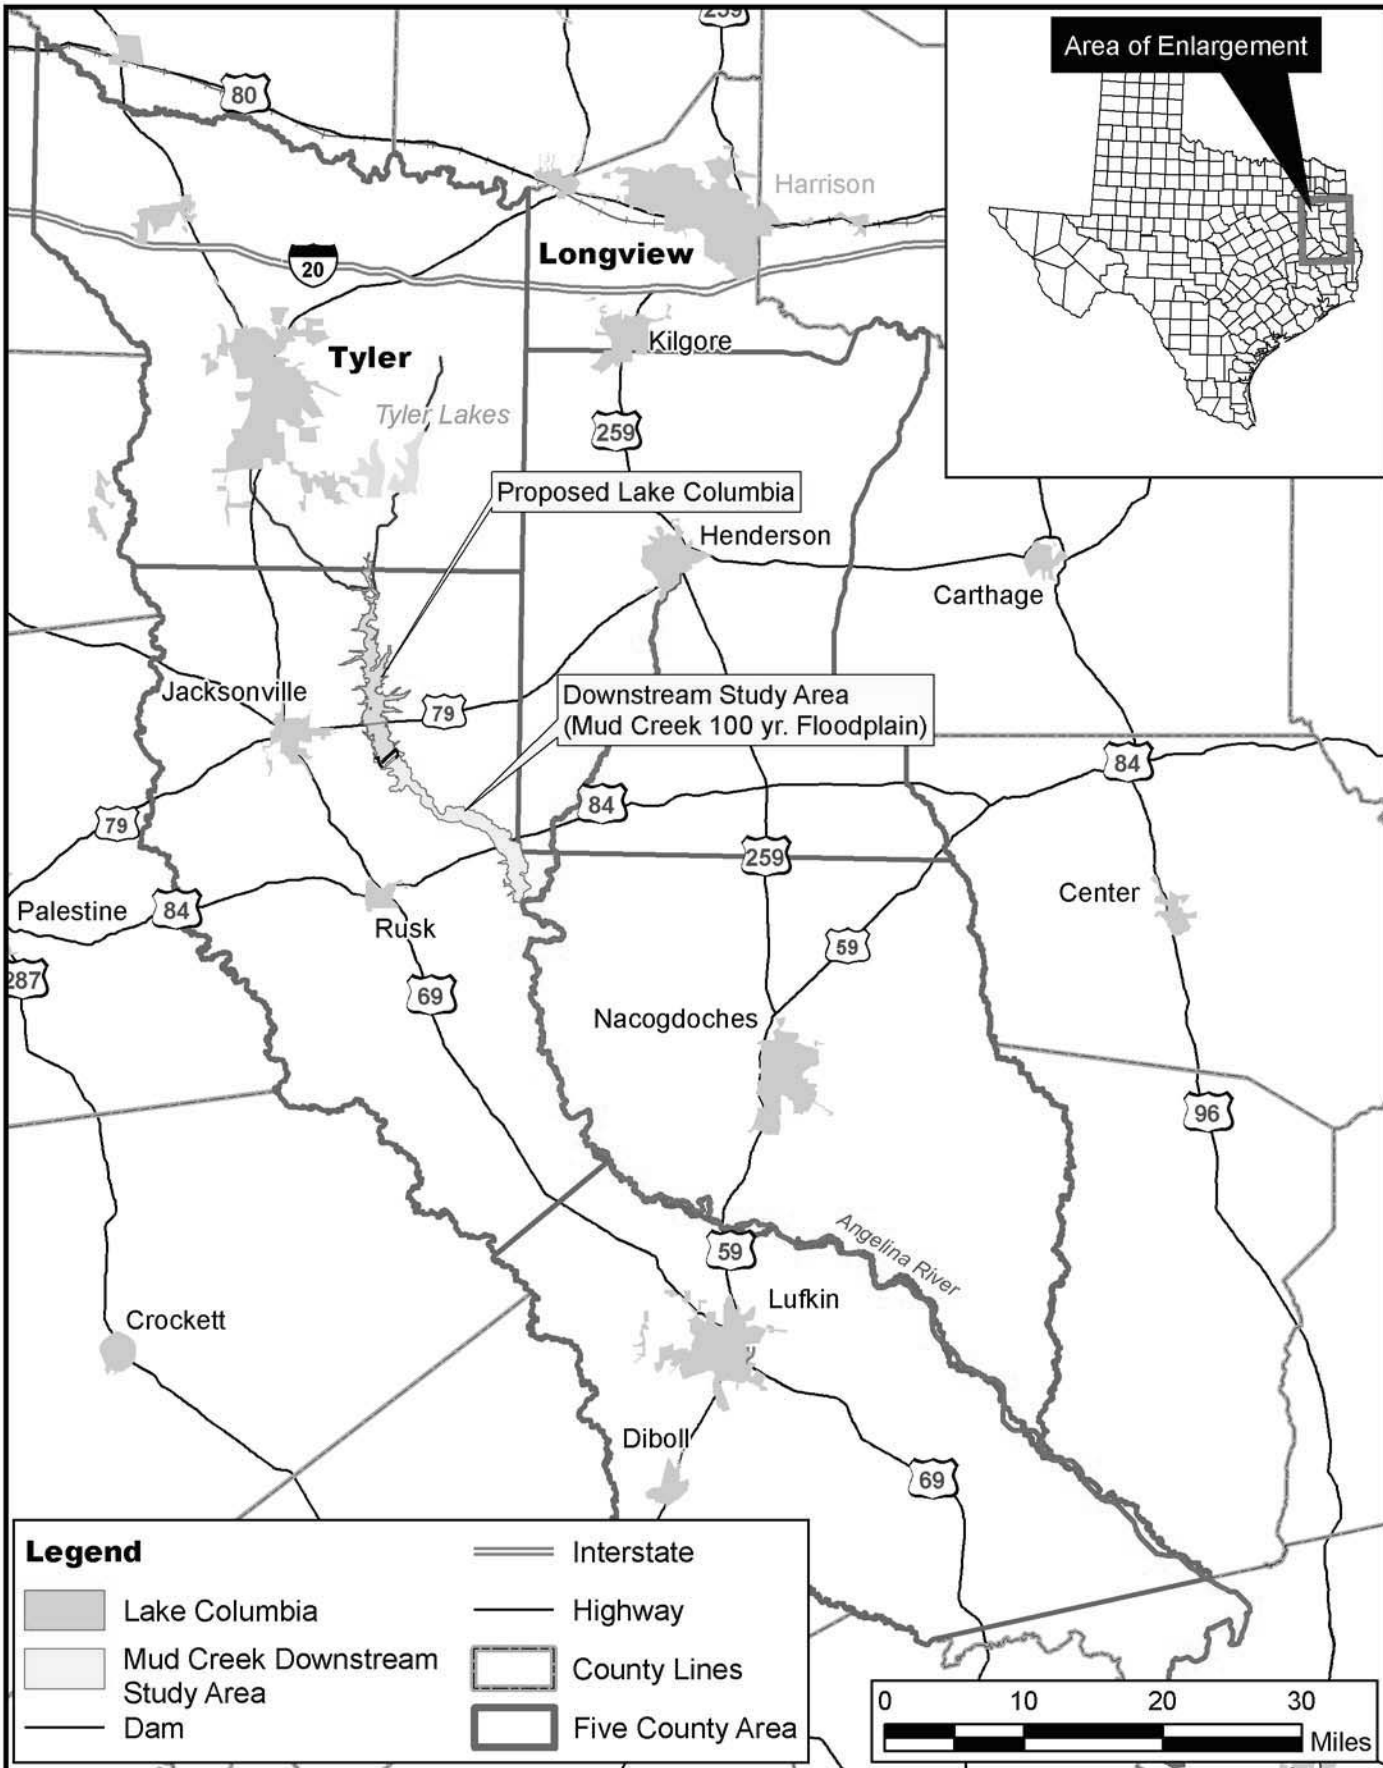 259
Area of Enlargement
80
Harrison
Longview
20
Kilgore
Tyler
Tyler Lakes
259
Proposed Lake Columbia
Henderson
Carthage
Jacksonville
79
Downstream Study Area
(Mud Creek 100 yr. Floodplain)
84
79
84
259
Center
Palestine
84
Rusk
59
287
69
Nacogdoches
96
Angelina River
59
Lufkin
Crockett
Diboll
69
Legend
Lake Columbia
Mud Creek Downstream
Study Area
Dam
Interstate
Highway
County Lines
Five County Area
0 10 20 30
Miles